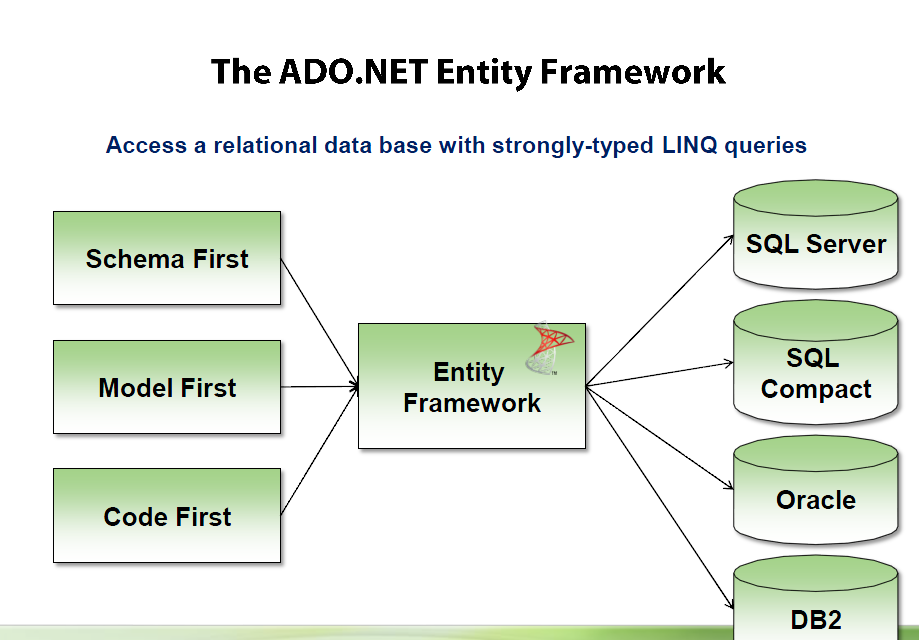 The ADO.NET Entity Framework
Access a relational data base with strongly-typed LINQ queries
Schema First
Model First
Code First
Entity
Framework
SQL Server
SQL
Compact
Oracle
DB2